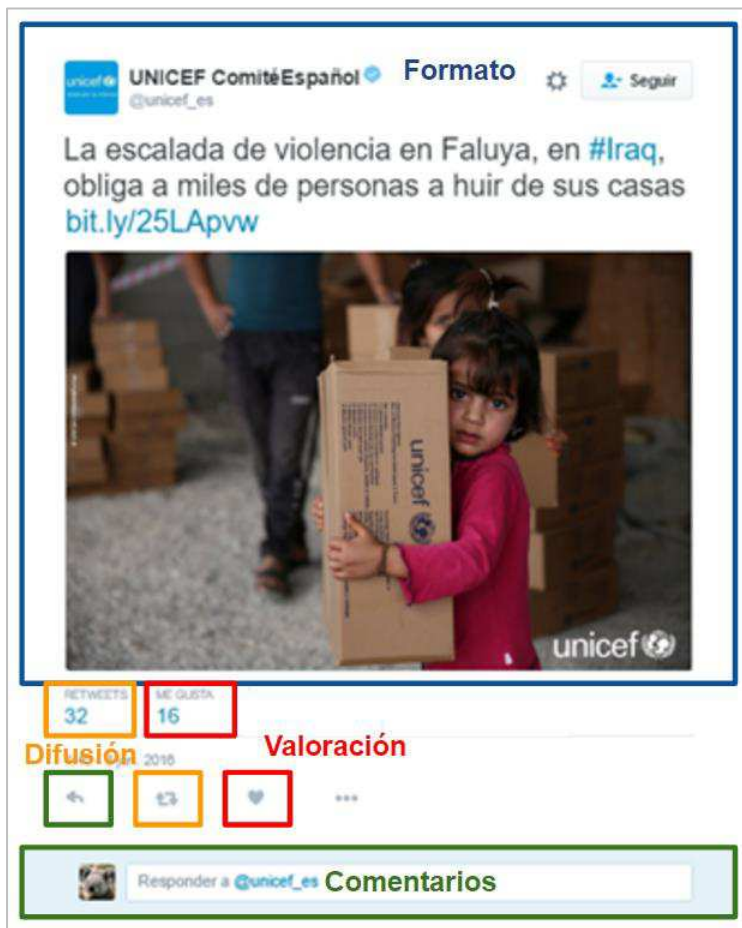 unicef
UNICEF ComitéEspañol Formato Seguir
@unicef_es
La escalada de violencia en Faluya, en #Iraq,
obliga a miles de personas a huir de sus casas
bit.ly/25LApvw
unicef
unicef
RETWEETS ME GUSTA
32 16
Difusión 2016 Valoración
Responder a @unicef_es Comentarios